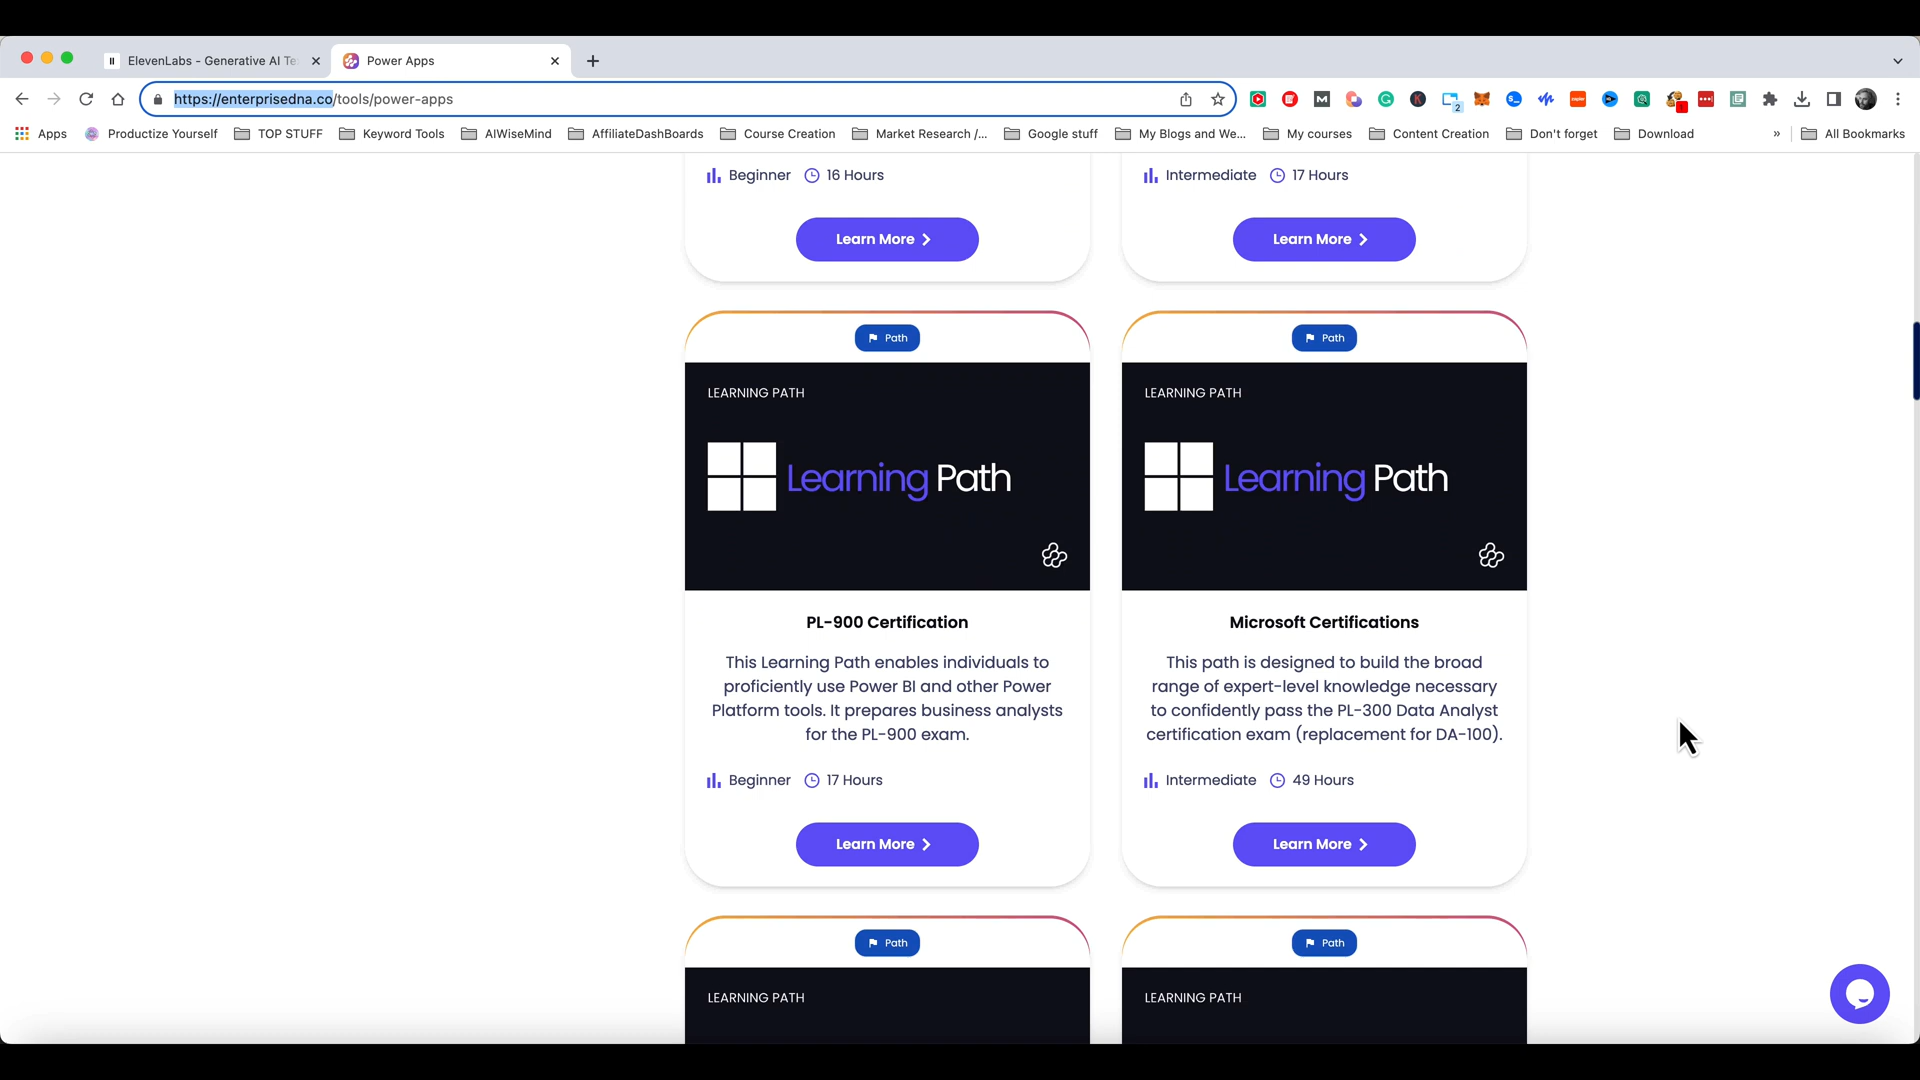 ElevenLabs - Generative AI Te
Power Apps
https://enterprisedna.co/tools/power-apps
2
Apps
Productize Yourself
TOP STUFF
Keyword Tools
AIWiseMind
AffiliateDashBoards
Course Creation
Market Research /...
Google stuff
My Blogs and We...
My courses
Content Creation
Don't forget
Download
»
All Bookmarks
Beginner 16 Hours
Intermediate 17 Hours
Learn More
Learn More
Path
Path
LEARNING PATH
LEARNING PATH
Learning Path
Learning Path
PL-900 Certification
This Learning Path enables individuals to
proficiently use Power BI and other Power
Platform tools. It prepares business analysts
for the PL-900 exam.
Beginner 17 Hours
Learn More
Microsoft Certifications
This path is designed to build the broad
range of expert-level knowledge necessary
to confidently pass the PL-300 Data Analyst
certification exam (replacement for DA-100).
Intermediate 49 Hours
Learn More
Path
Path
LEARNING PATH
LEARNING PATH